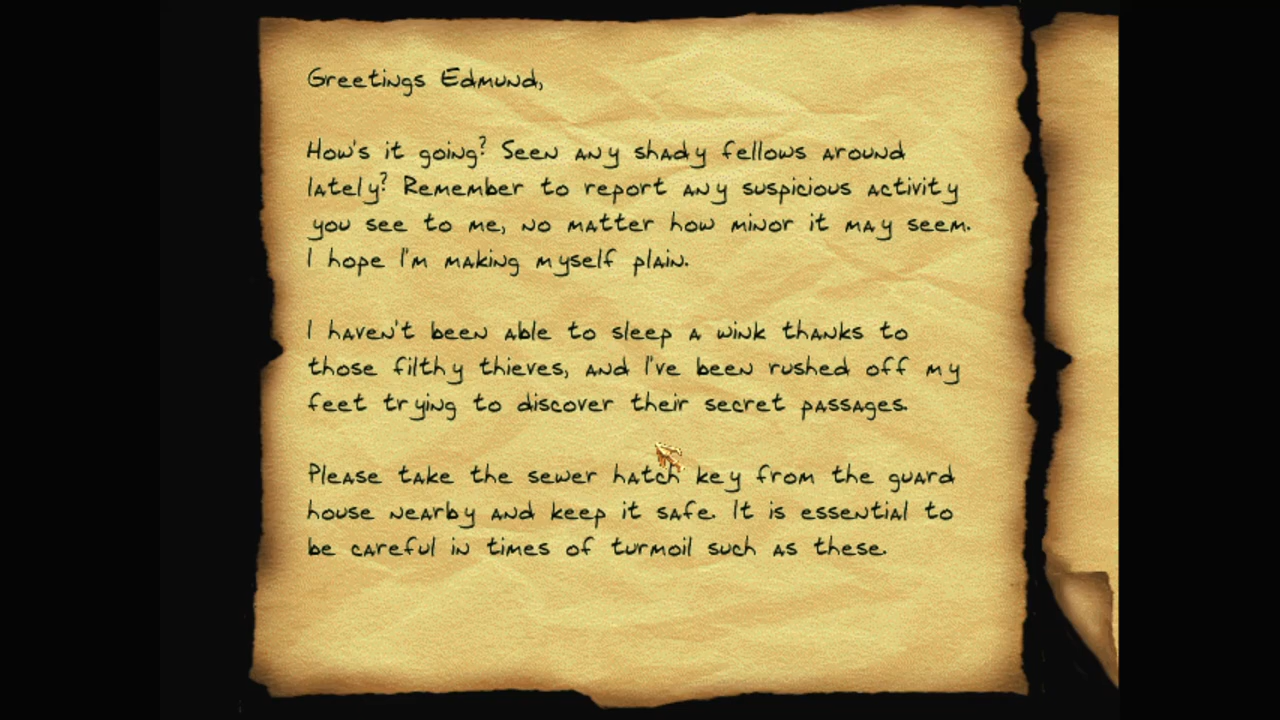 Greetings Edmund,
How's it going? Seen any shady fellows around
lately? Remember to report any suspicious activity
you see to me, no matter how minor it may seem.
I hope I'm making myself plain.
I haven't been able to sleep a wink thanks to
those filthy thieves, and I've been rushed off my
feet trying to discover their secret passages.
Please take the sewer hatch key from the guard
house nearby and keep it safe. It is essential to
be careful in times of turmoil such as these.